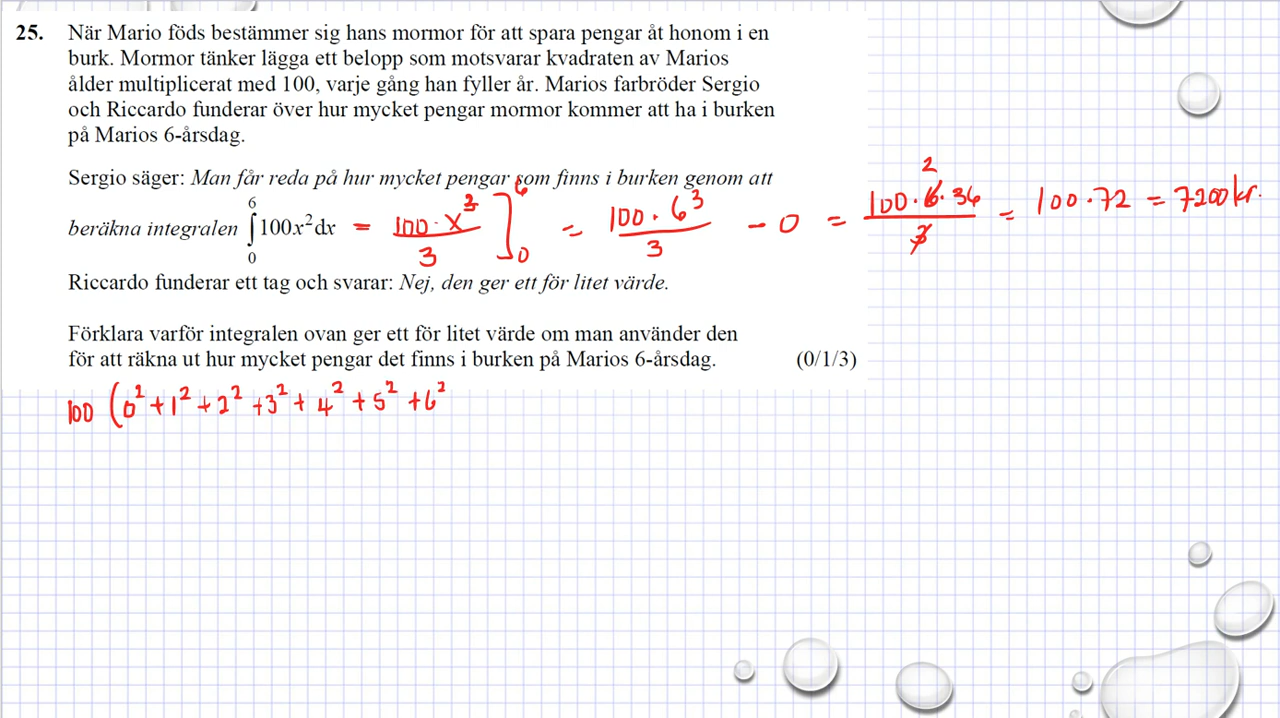 25. När Mario föds bestämmer sig hans mormor för att spara pengar åt honom i en
burk. Mormor tänker lägga ett belopp som motsvarar kvadraten av Marios
ålder multiplicerat med 100, varje gång han fyller år. Marios farbröder Sergio
och Riccardo funderar över hur mycket pengar mormor kommer att ha i burken
på Marios 6-årsdag.
Sergio säger: Man får reda på hur mycket pengar som finns i burken genom att
beräkna integralen ∫₀⁶ 100x²dx = 100·x³/3 ]₀⁶ = 100·6³/3 − 0 = 100·6·36/3 = 100·72 = 7200 kr.
2
Riccardo funderar ett tag och svarar: Nej, den ger ett för litet värde.
Förklara varför integralen ovan ger ett för litet värde om man använder den
för att räkna ut hur mycket pengar det finns i burken på Marios 6-årsdag. (0/1/3)
100 (0² + 1² + 2² + 3² + 4² + 5² + 6²